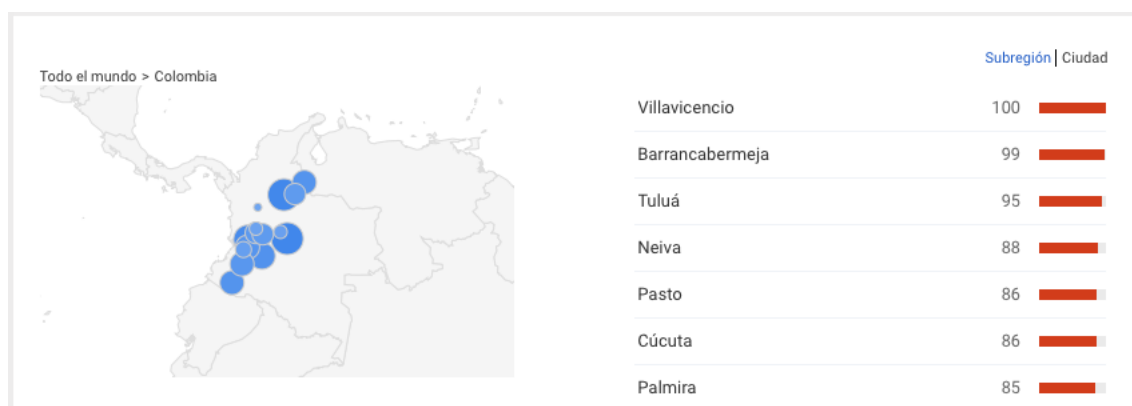 Subregión | Ciudad
Todo el mundo > Colombia
Villavicencio 100
Barrancabermeja 99
Tuluá 95
Neiva 88
Pasto 86
Cúcuta 86
Palmira 85